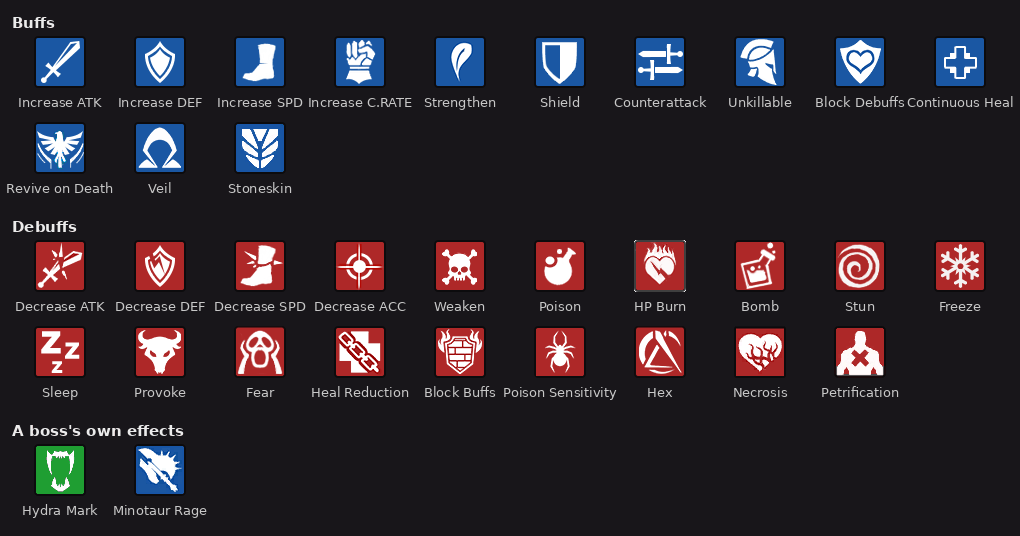 Buffs
Increase ATK Increase DEF Increase SPD Increase C.RATE Strengthen Shield Counterattack Unkillable Block Debuffs Continuous Heal
Revive on Death Veil Stoneskin
Debuffs
Decrease ATK Decrease DEF Decrease SPD Decrease ACC Weaken Poison HP Burn Bomb Stun Freeze
Z Z Z
Sleep Provoke Fear Heal Reduction Block Buffs Poison Sensitivity Hex Necrosis Petrification
A boss's own effects
Hydra Mark Minotaur Rage